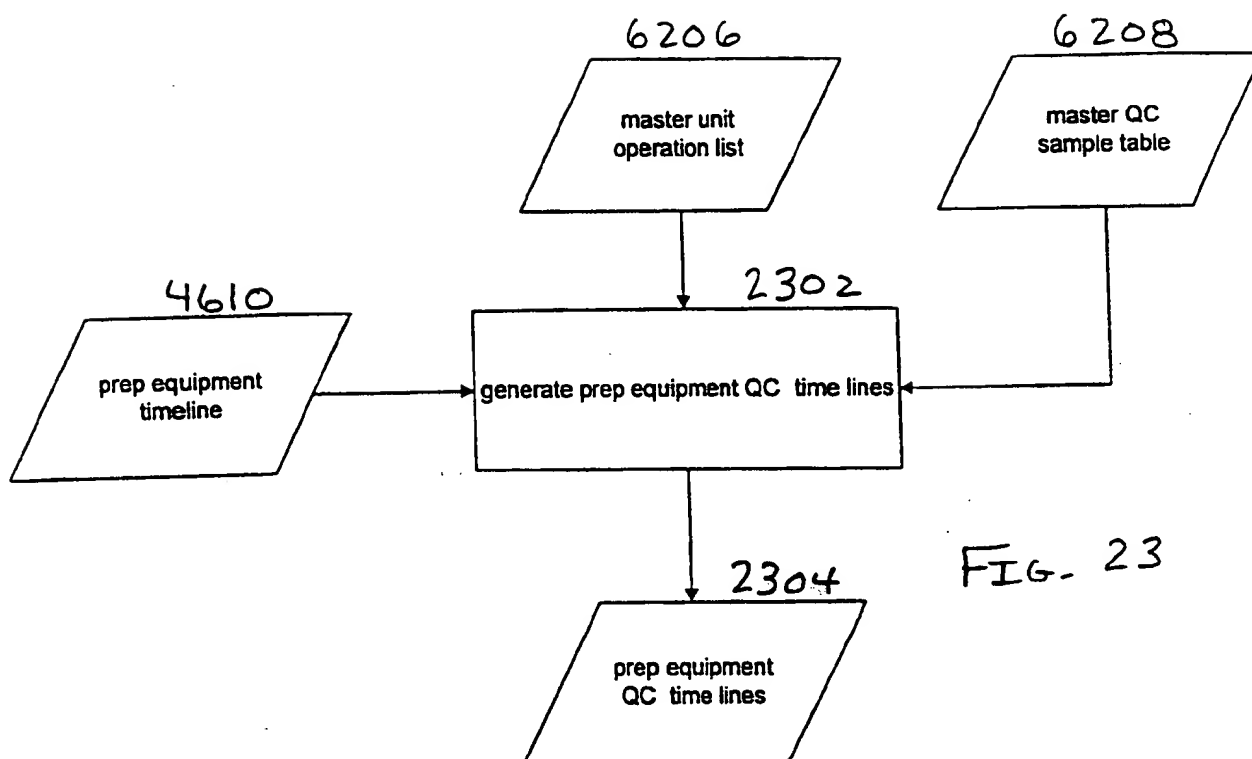 6206
master unit
operation list
6208
master QC
sample table
4610
prep equipment
timeline
2302
generate prep equipment QC time lines
2304
prep equipment
QC time lines
FIG. 23